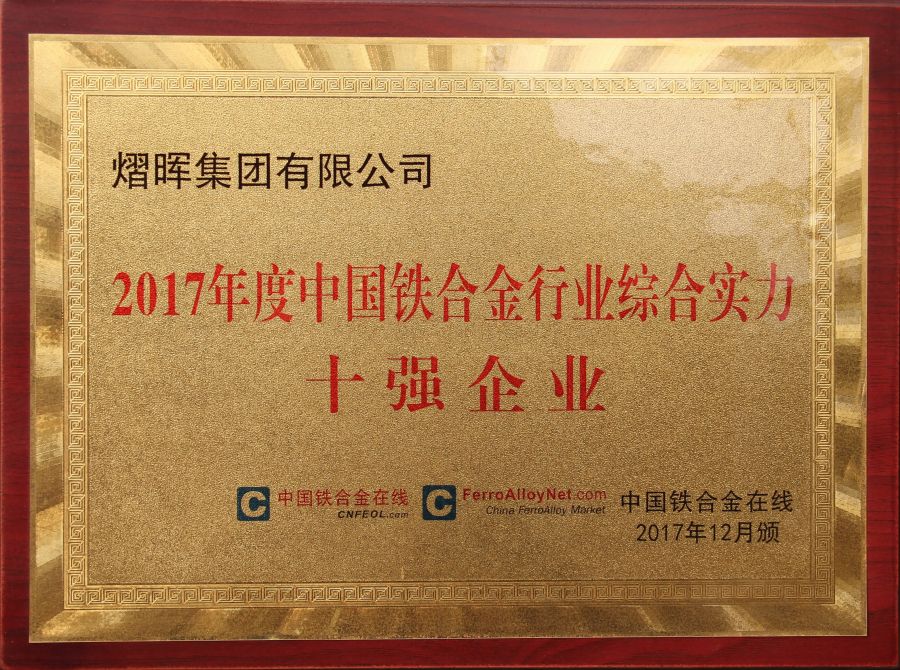 熠晖集团有限公司
2017年度中国铁合金行业综合实力
十强企业
C 中国铁合金在线 C FerroAlloyNet.com 中国铁合金在线
CNFEOL.com China FerroAlloy Market 2017年12月颁